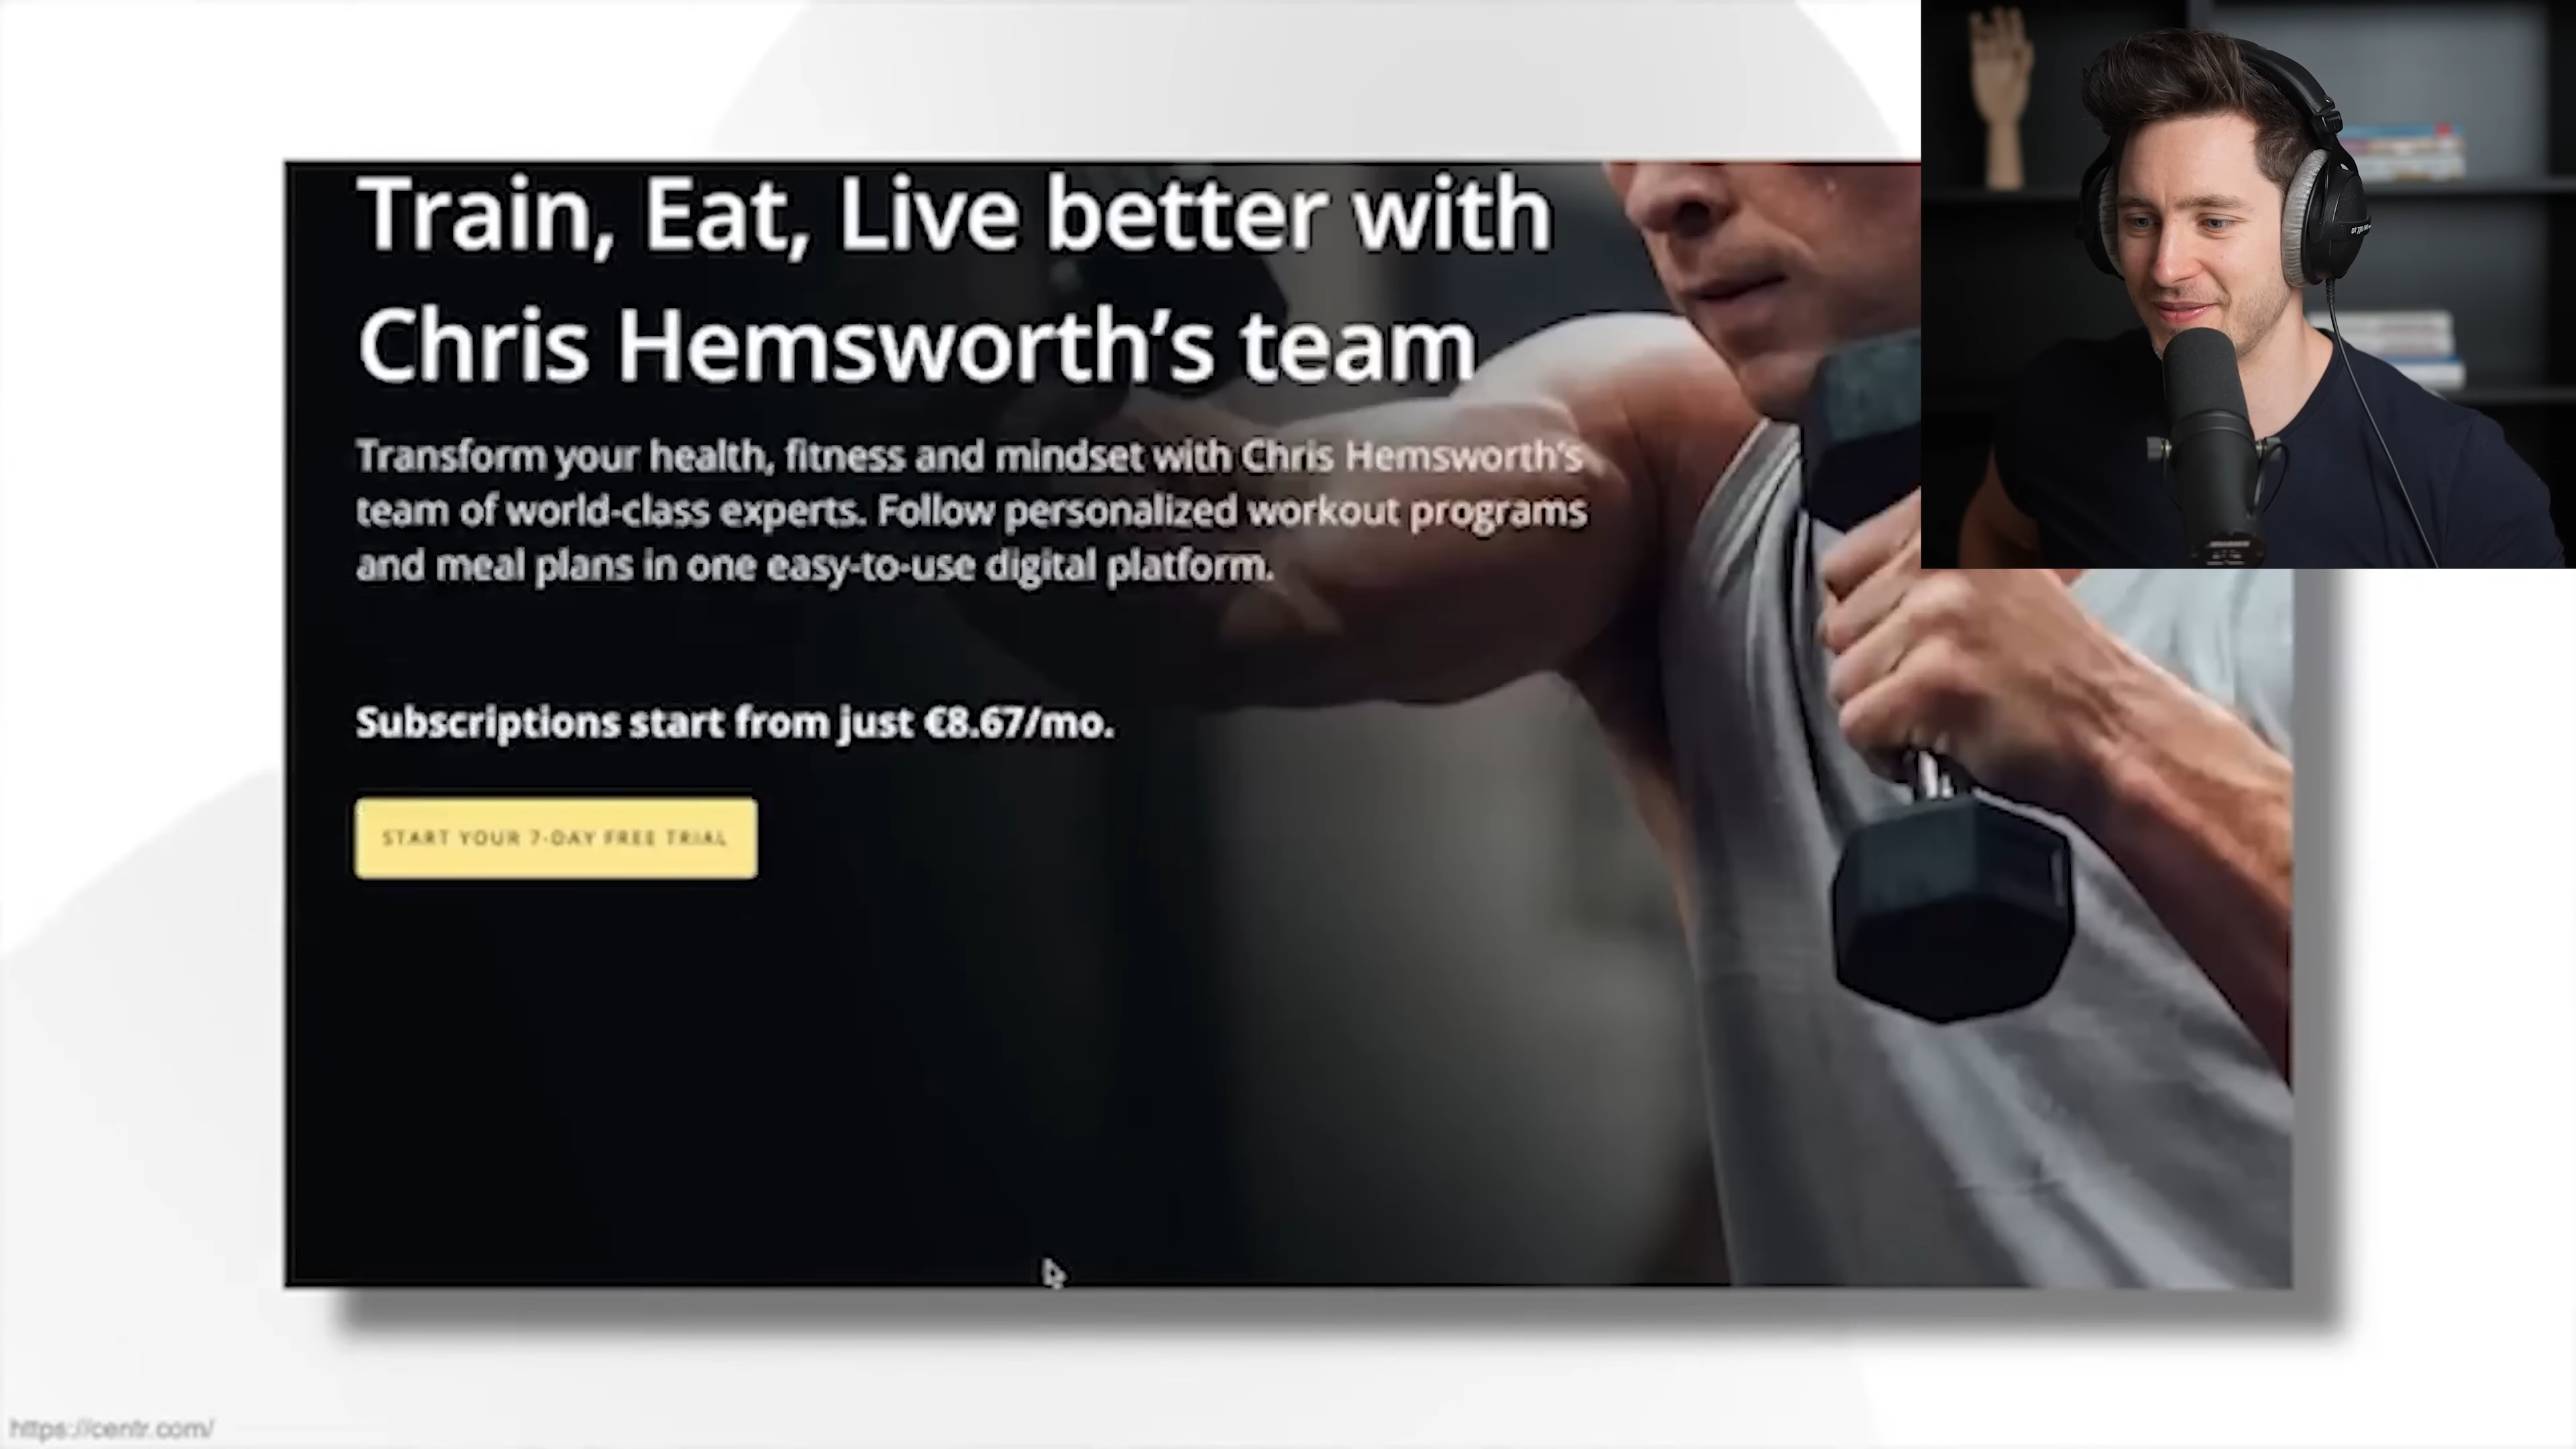 Train, Eat, Live better with
Chris Hemsworth’s team
Transform your health, fitness and mindset with Chris Hemsworth’s
team of world-class experts. Follow personalized workout programs
and meal plans in one easy-to-use digital platform.
Subscriptions start from just €8.67/mo.
START YOUR 7-DAY FREE TRIAL
https://centr.com/